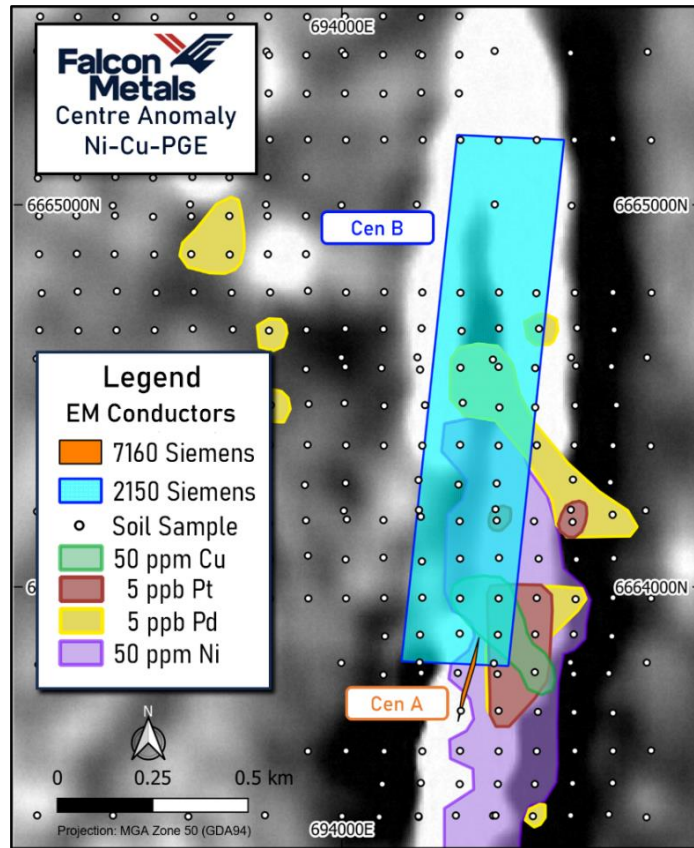 694000E
Falcon
Metals
Centre Anomaly
Ni-Cu-PGE
6665000N
6665000N
Cen B
Legend
EM Conductors
7160 Siemens
2150 Siemens
Soil Sample
50 ppm Cu
5 ppb Pt
5 ppb Pd
50 ppm Ni
6
6664000N
Cen A
N
0 0.25 0.5 km
Projection: MGA Zone 50 (GDA94)
694000E